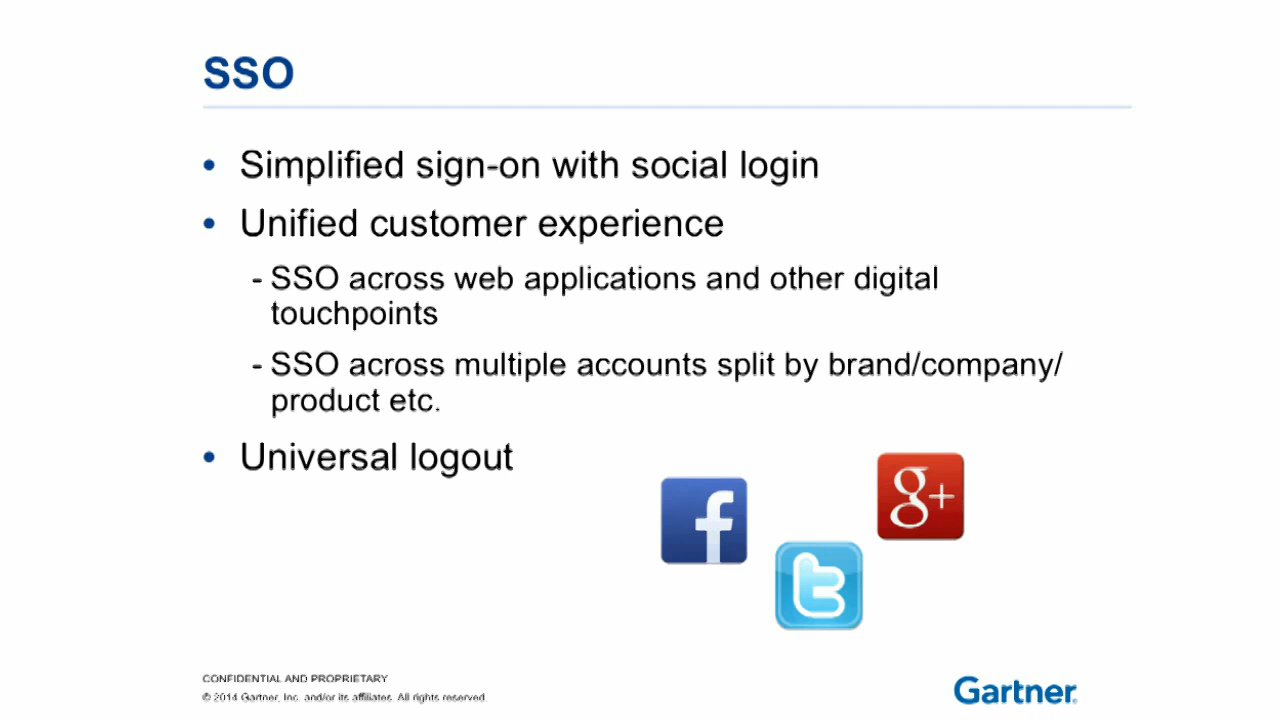 SSO
• Simplified sign-on with social login
• Unified customer experience
- SSO across web applications and other digital
touchpoints
- SSO across multiple accounts split by brand/company/
product etc.
• Universal logout
f
g+
t
CONFIDENTIAL AND PROPRIETARY
© 2014 Gartner, Inc. and/or its affiliates. All rights reserved.
Gartner